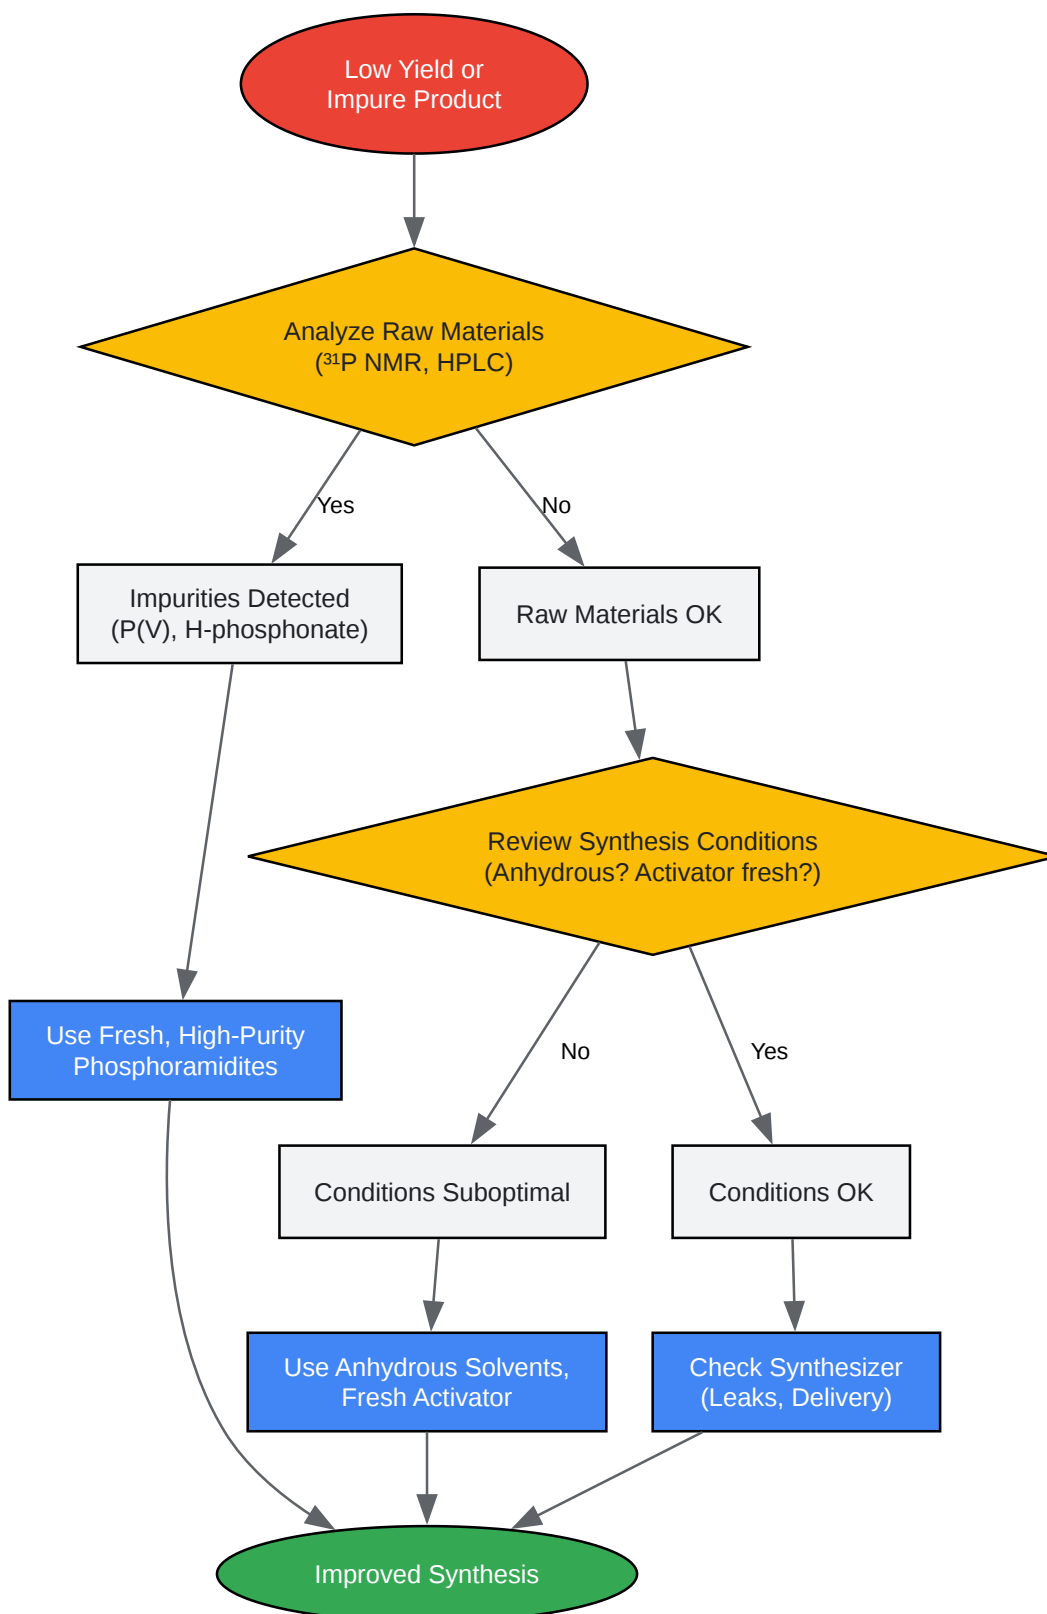 Low Yield or
Impure Product
Analyze Raw Materials
(³¹P NMR, HPLC)
Yes
No
Impurities Detected
(P(V), H-phosphonate)
Raw Materials OK
Review Synthesis Conditions
(Anhydrous? Activator fresh?)
Use Fresh, High-Purity
Phosphoramidites
No
Yes
Conditions Suboptimal
Conditions OK
Use Anhydrous Solvents,
Fresh Activator
Check Synthesizer
(Leaks, Delivery)
Improved Synthesis